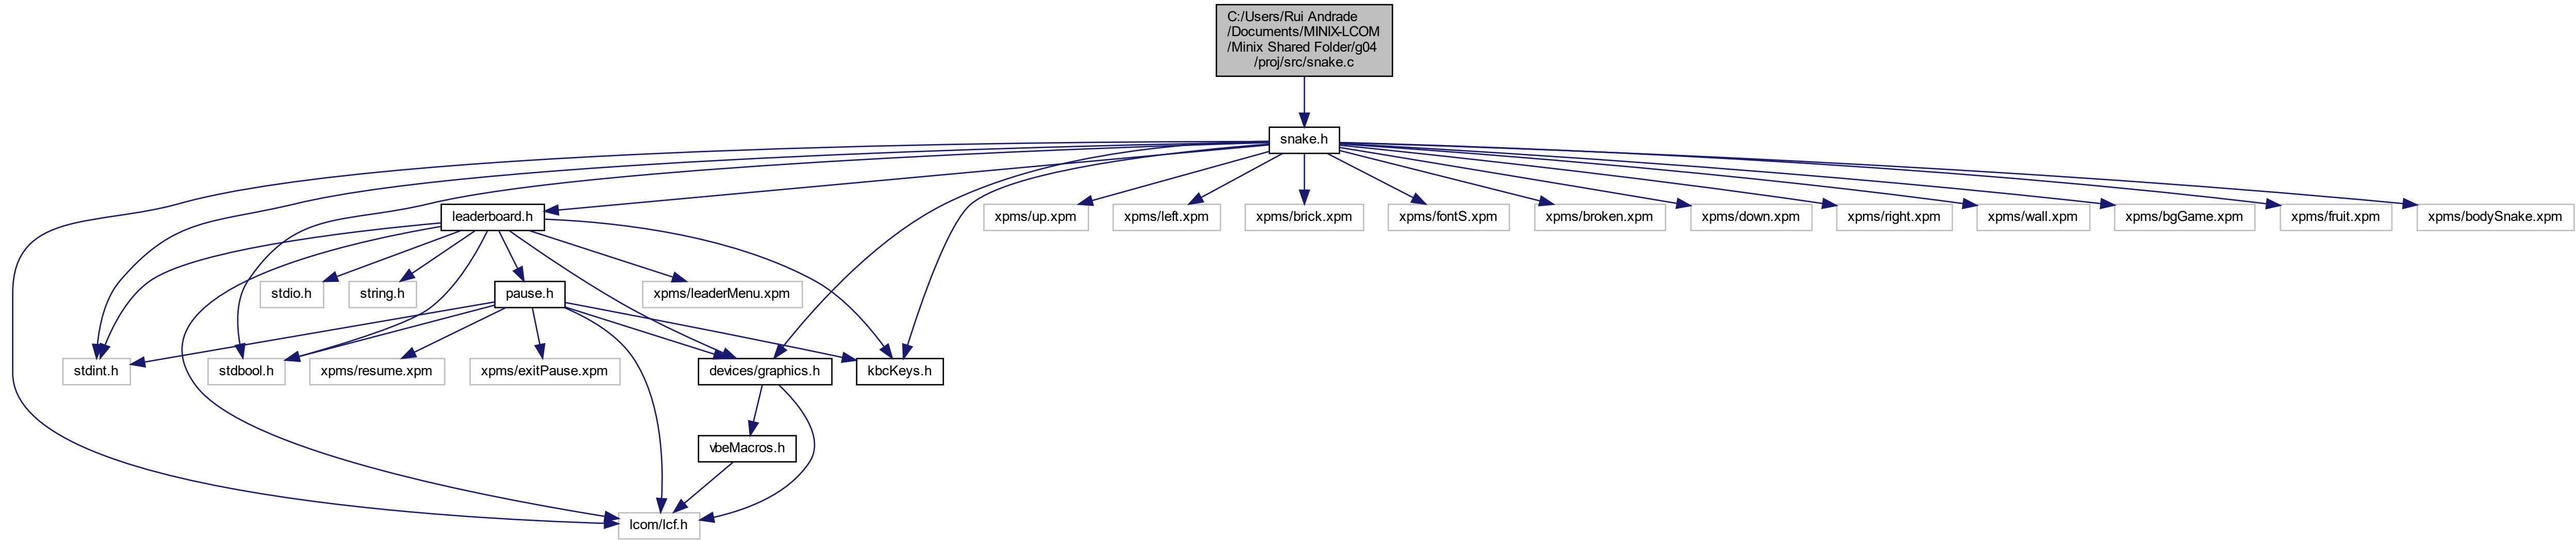 C:/Users/Rui Andrade
/Documents/MINIX-LCOM
/Minix Shared Folder/g04
/proj/src/snake.c
snake.h
leaderboard.h
xpms/up.xpm
xpms/left.xpm
xpms/brick.xpm
xpms/fontS.xpm
xpms/broken.xpm
xpms/down.xpm
xpms/right.xpm
xpms/wall.xpm
xpms/bgGame.xpm
xpms/fruit.xpm
xpms/bodySnake.xpm
stdio.h
string.h
pause.h
xpms/leaderMenu.xpm
stdint.h
stdbool.h
xpms/resume.xpm
xpms/exitPause.xpm
devices/graphics.h
kbcKeys.h
vbeMacros.h
lcom/lcf.h